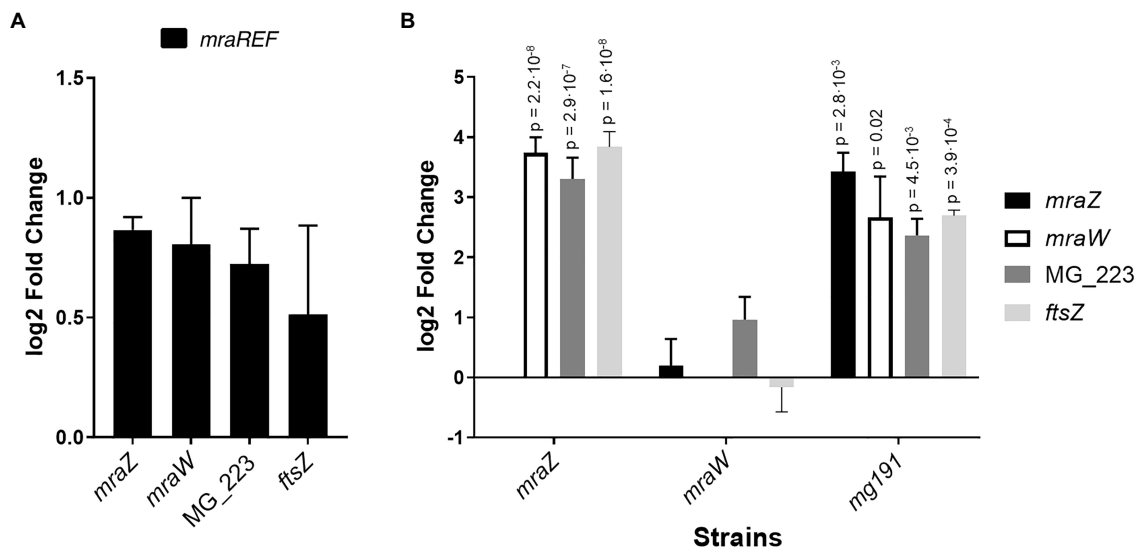 A
mraREF
log2 Fold Change
1.5
1.0
0.5
0.0
mraZ
mraW
MG_223
ftsZ
B
log2 Fold Change
5
4
3
2
1
0
-1
p = 2.2·10⁻⁸
p = 2.9·10⁻⁷
p = 1.6·10⁻⁸
p = 2.8·10⁻³
p = 0.02
p = 4.5·10⁻³
p = 3.9·10⁻⁴
mraZ
mraW
mg191
Strains
mraZ
mraW
MG_223
ftsZ